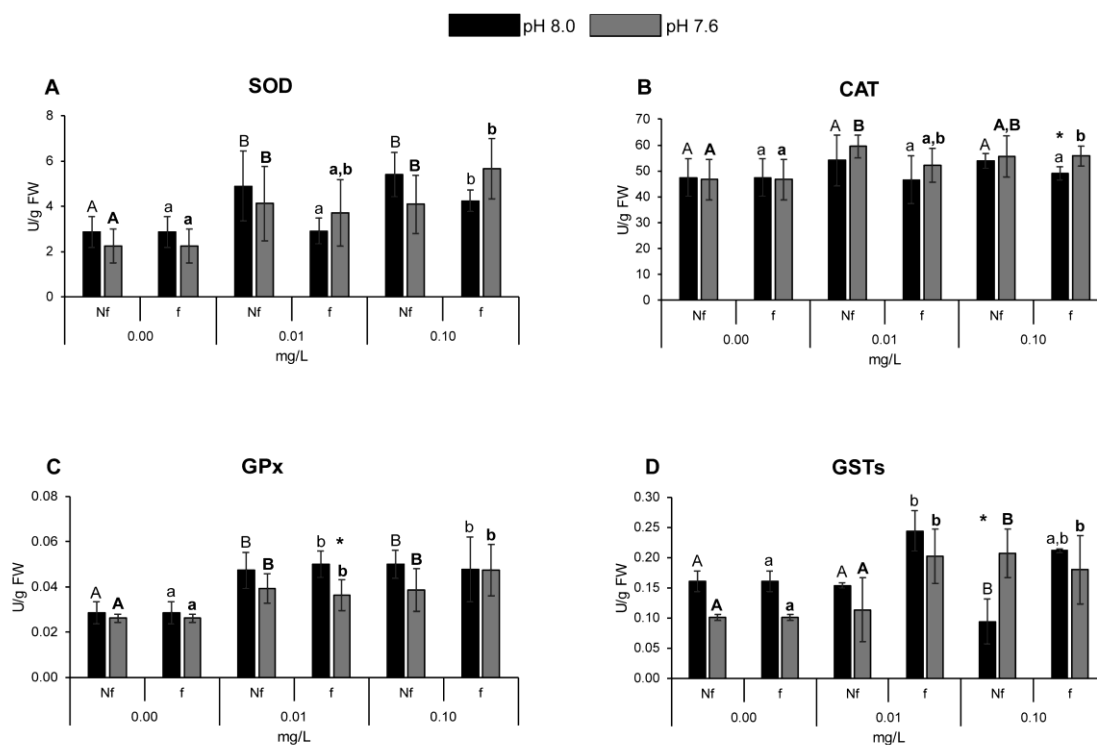 pH 8.0 pH 7.6
A SOD
U/g FW
8
6
4
2
0
A A a a B B a a,b B B b b
Nf f Nf f Nf f
0.00 0.01 0.10
mg/L
B CAT
U/g FW
70
60
50
40
30
20
10
0
A A a a A B a a,b A A,B * a b
Nf f Nf f Nf f
0.00 0.01 0.10
mg/L
C GPx
U/g FW
0.08
0.06
0.04
0.02
0.00
A A a a B B b * b B B b b
Nf f Nf f Nf f
0.00 0.01 0.10
mg/L
D GSTs
U/g FW
0.30
0.25
0.20
0.15
0.10
0.05
0.00
A A a a A A b b B * B a,b b
Nf f Nf f Nf f
0.00 0.01 0.10
mg/L